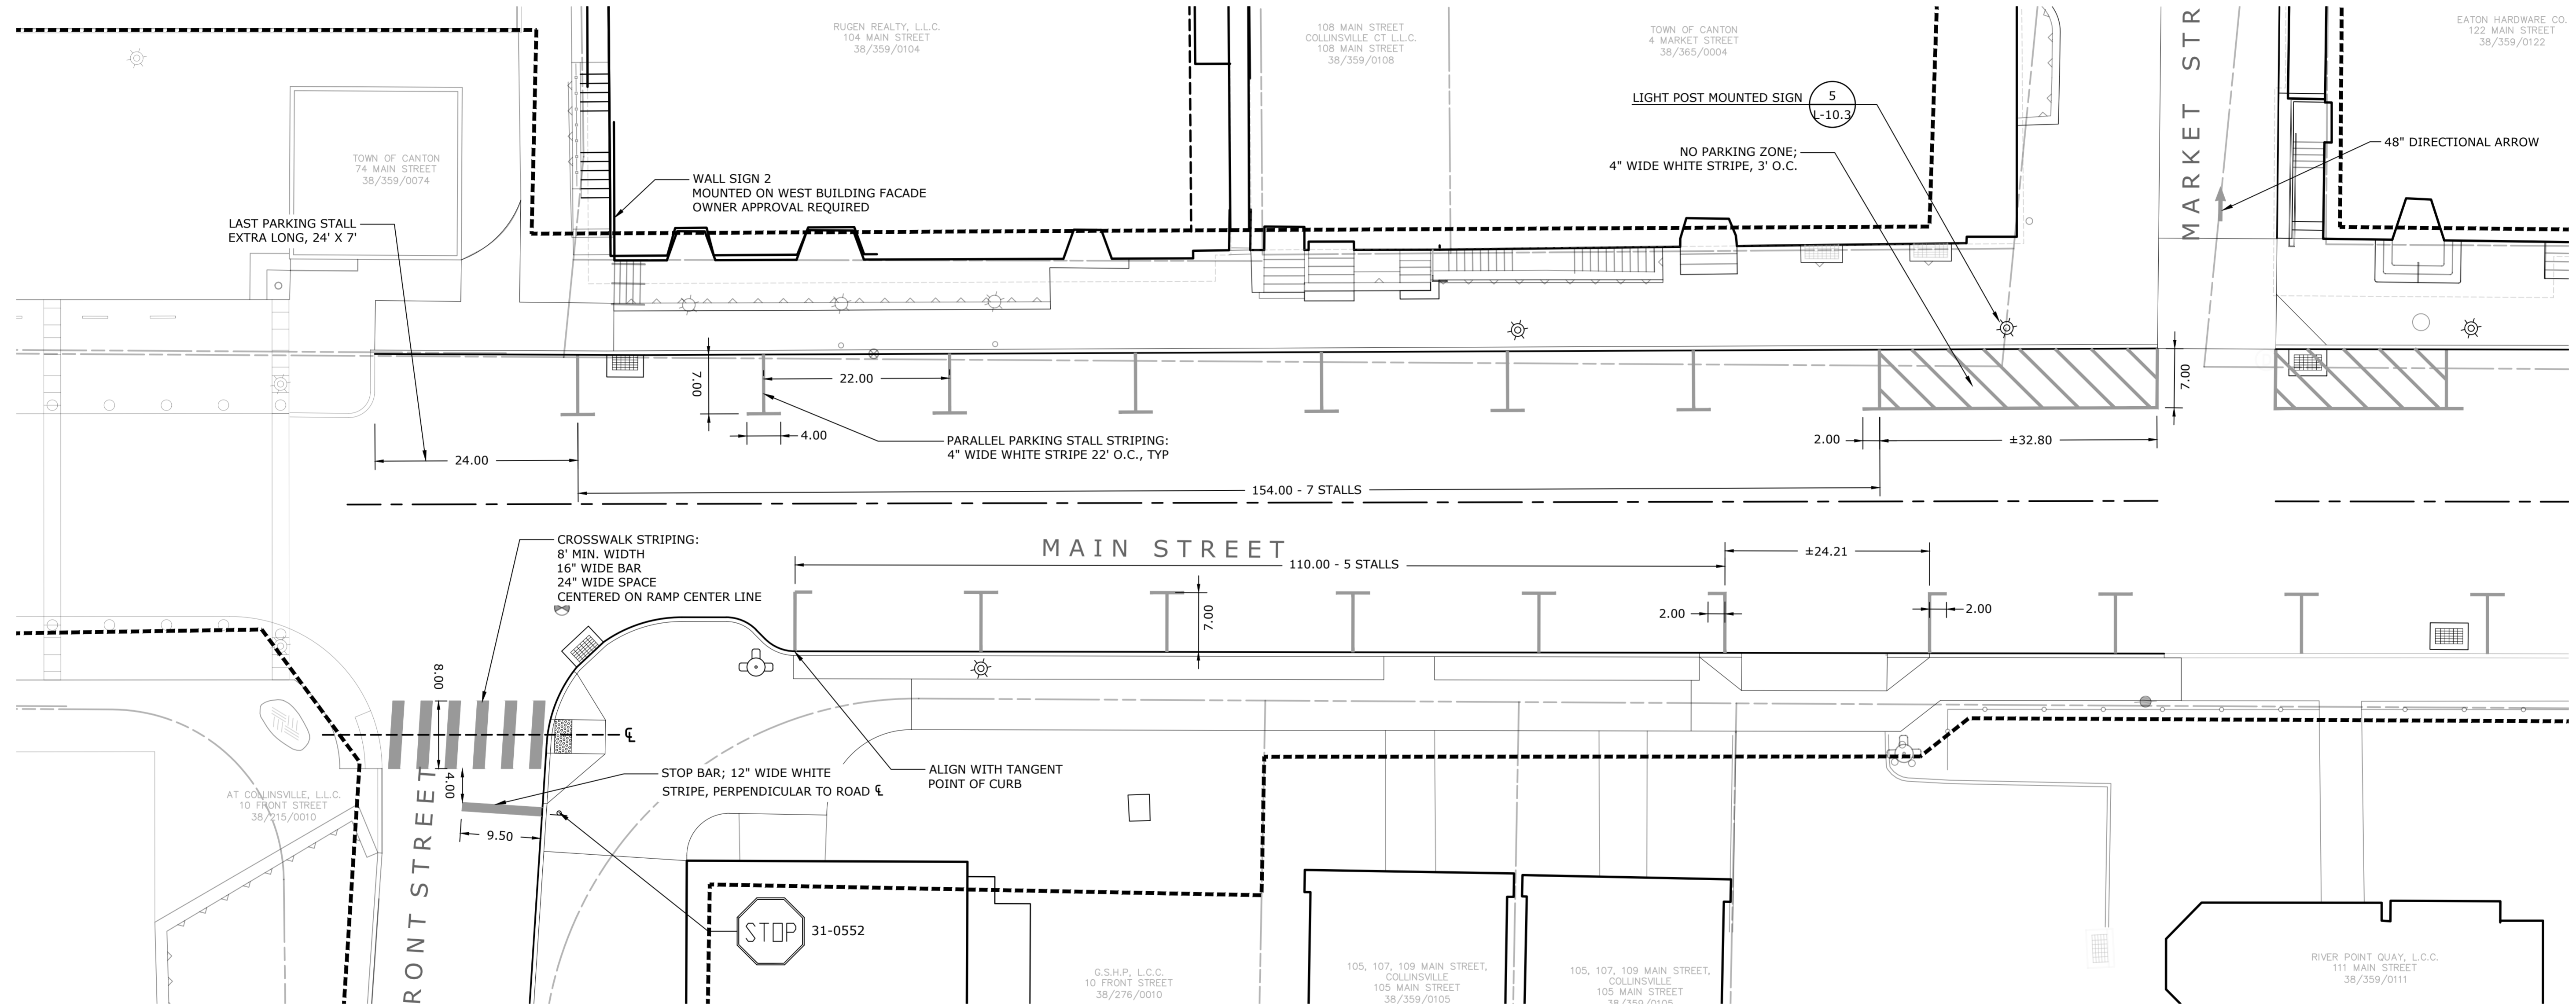 RUGEN REALTY, L.L.C.
104 MAIN STREET
38/359/0104
108 MAIN STREET
COLLINSVILLE CT L.L.C.
108 MAIN STREET
38/359/0108
TOWN OF CANTON
4 MARKET STREET
38/365/0004
MARKET STR
EATON HARDWARE CO.
122 MAIN STREET
38/359/0122
LIGHT POST MOUNTED SIGN
5
L-10.3
NO PARKING ZONE;
4" WIDE WHITE STRIPE, 3' O.C.
48" DIRECTIONAL ARROW
TOWN OF CANTON
74 MAIN STREET
38/359/0074
WALL SIGN 2
MOUNTED ON WEST BUILDING FACADE
OWNER APPROVAL REQUIRED
LAST PARKING STALL
EXTRA LONG, 24' X 7'
7.00
22.00
7.00
4.00
PARALLEL PARKING STALL STRIPING:
4" WIDE WHITE STRIPE 22' O.C., TYP
2.00
±32.80
24.00
154.00 - 7 STALLS
CROSSWALK STRIPING:
8' MIN. WIDTH
16" WIDE BAR
24" WIDE SPACE
CENTERED ON RAMP CENTER LINE
MAIN STREET
±24.21
110.00 - 5 STALLS
7.00
2.00
2.00
8.00
℄
4.00
STOP BAR; 12" WIDE WHITE
STRIPE, PERPENDICULAR TO ROAD ℄
ALIGN WITH TANGENT
POINT OF CURB
AT COLLINSVILLE, L.L.C.
10 FRONT STREET
38/215/0010
9.50
RONT STREET
STOP
31-0552
G.S.H.P, L.C.C.
10 FRONT STREET
38/276/0010
105, 107, 109 MAIN STREET,
COLLINSVILLE
105 MAIN STREET
38/359/0105
105, 107, 109 MAIN STREET,
COLLINSVILLE
105 MAIN STREET
38/359/0105
RIVER POINT QUAY, L.C.C.
111 MAIN STREET
38/359/0111